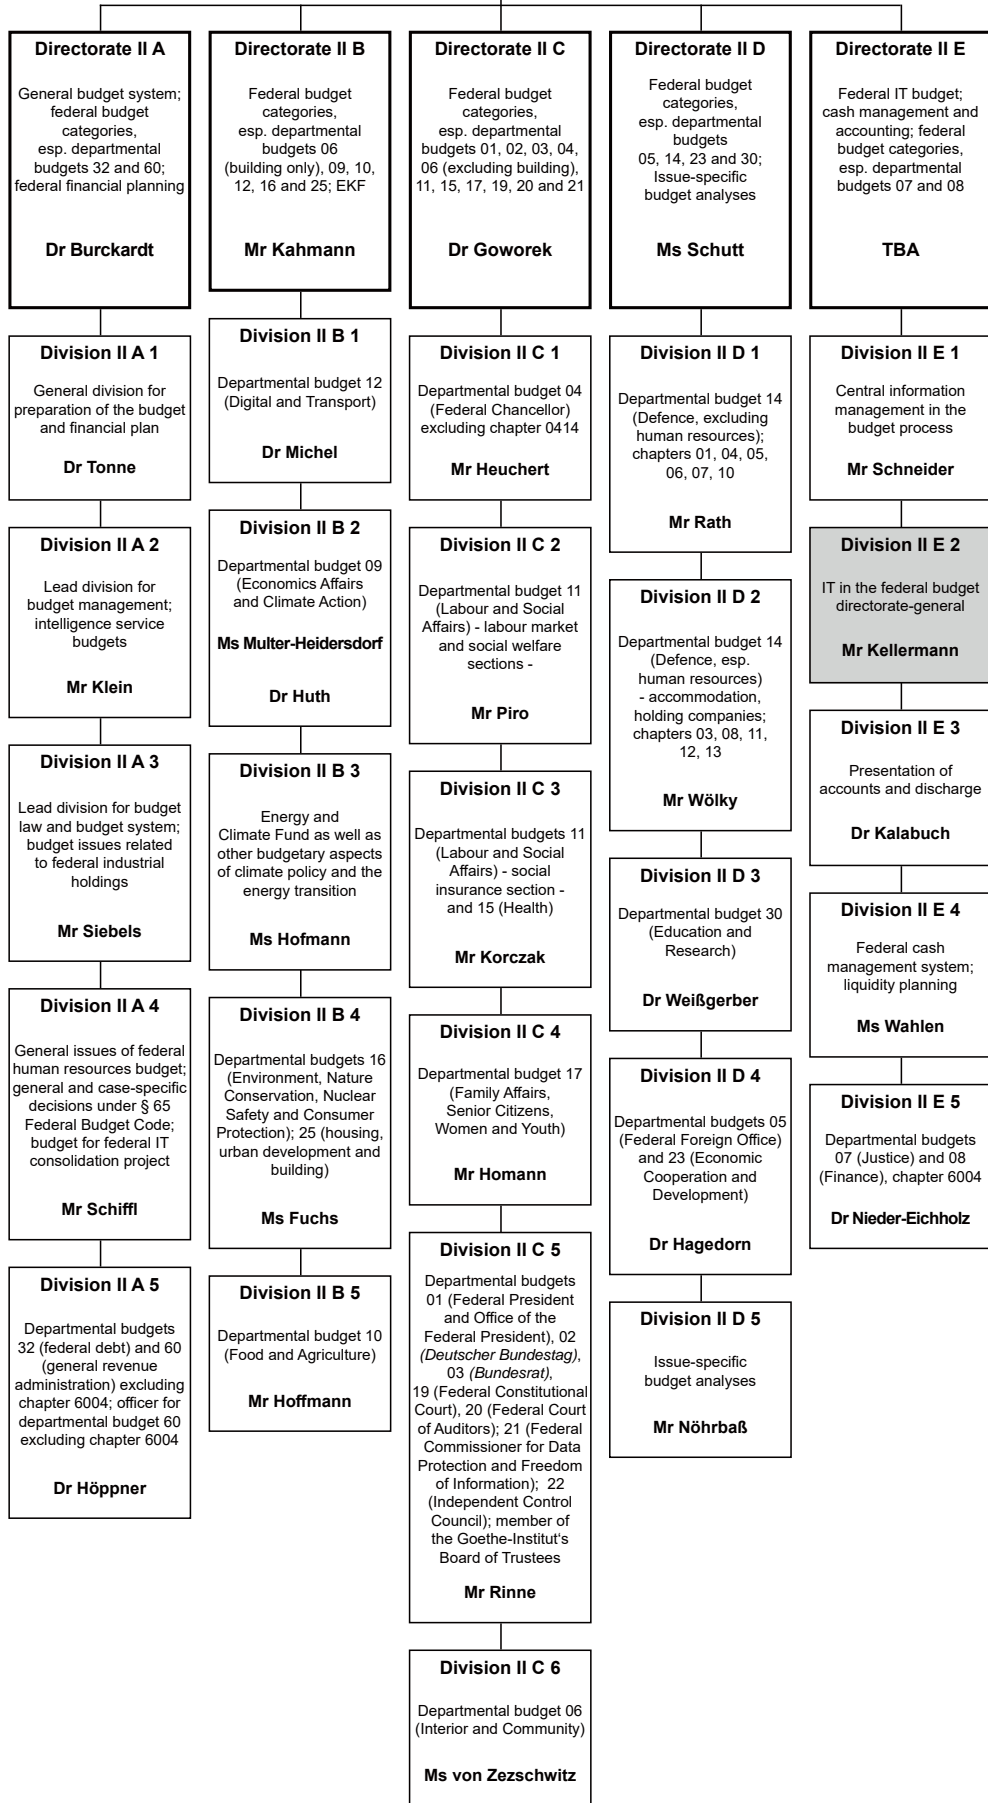 Directorate II A
General budget system;
federal budget
categories,
esp. departmental
budgets 32 and 60;
federal financial planning
Dr Burckardt
Division II A 1
General division for
preparation of the budget
and financial plan
Dr Tonne
Division II A 2
Lead division for
budget management;
intelligence service
budgets
Mr Klein
Division II A 3
Lead division for budget
law and budget system;
budget issues related
to federal industrial
holdings
Mr Siebels
Division II A 4
General issues of federal
human resources budget;
general and case-specific
decisions under § 65
Federal Budget Code;
budget for federal IT
consolidation project
Mr Schiffl
Division II A 5
Departmental budgets
32 (federal debt) and 60
(general revenue
administration) excluding
chapter 6004; officer for
departmental budget 60
excluding chapter 6004
Dr Höppner
Directorate II B
Federal budget
categories,
esp. departmental
budgets 06
(building only), 09, 10,
12, 16 and 25; EKF
Mr Kahmann
Division II B 1
Departmental budget 12
(Digital and Transport)
Dr Michel
Division II B 2
Departmental budget 09
(Economics Affairs
and Climate Action)
Ms Multer-Heidersdorf
Dr Huth
Division II B 3
Energy and
Climate Fund as well as
other budgetary aspects
of climate policy and the
energy transition
Ms Hofmann
Division II B 4
Departmental budgets 16
(Environment, Nature
Conservation, Nuclear
Safety and Consumer
Protection); 25 (housing,
urban development and
building)
Ms Fuchs
Division II B 5
Departmental budget 10
(Food and Agriculture)
Mr Hoffmann
Directorate II C
Federal budget
categories,
esp. departmental
budgets 01, 02, 03, 04,
06 (excluding building),
11, 15, 17, 19, 20 and 21
Dr Goworek
Division II C 1
Departmental budget 04
(Federal Chancellor)
excluding chapter 0414
Mr Heuchert
Division II C 2
Departmental budget 11
(Labour and Social
Affairs) - labour market
and social welfare
sections -
Mr Piro
Division II C 3
Departmental budgets 11
(Labour and Social
Affairs) - social
insurance section -
and 15 (Health)
Mr Korczak
Division II C 4
Departmental budget 17
(Family Affairs,
Senior Citizens,
Women and Youth)
Mr Homann
Division II C 5
Departmental budgets
01 (Federal President
and Office of the
Federal President), 02
(Deutscher Bundestag),
03 (Bundesrat),
19 (Federal Constitutional
Court), 20 (Federal Court
of Auditors); 21 (Federal
Commissioner for Data
Protection and Freedom
of Information); 22
(Independent Control
Council); member of
the Goethe-Institut‘s
Board of Trustees
Mr Rinne
Division II C 6
Departmental budget 06
(Interior and Community)
Ms von Zezschwitz
Directorate II D
Federal budget
categories,
esp. departmental
budgets
05, 14, 23 and 30;
Issue-specific
budget analyses
Ms Schutt
Division II D 1
Departmental budget 14
(Defence, excluding
human resources);
chapters 01, 04, 05,
06, 07, 10
Mr Rath
Division II D 2
Departmental budget 14
(Defence, esp.
human resources)
- accommodation,
holding companies;
chapters 03, 08, 11,
12, 13
Mr Wölky
Division II D 3
Departmental budget 30
(Education and
Research)
Dr Weißgerber
Division II D 4
Departmental budgets 05
(Federal Foreign Office)
and 23 (Economic
Cooperation and
Development)
Dr Hagedorn
Division II D 5
Issue-specific
budget analyses
Mr Nöhrbaß
Directorate II E
Federal IT budget;
cash management and
accounting; federal
budget categories,
esp. departmental
budgets 07 and 08
TBA
Division II E 1
Central information
management in the
budget process
Mr Schneider
Division II E 2
IT in the federal budget
directorate-general
Mr Kellermann
Division II E 3
Presentation of
accounts and discharge
Dr Kalabuch
Division II E 4
Federal cash
management system;
liquidity planning
Ms Wahlen
Division II E 5
Departmental budgets
07 (Justice) and 08
(Finance), chapter 6004
Dr Nieder-Eichholz